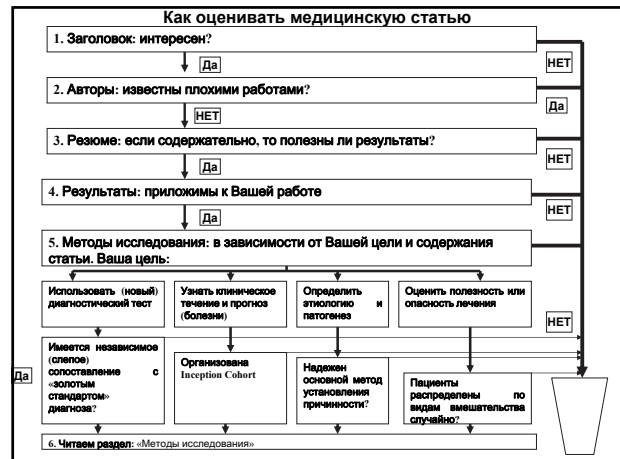 Как оценивать медицинскую статью
1. Заголовок: интересен?
Да
НЕТ
2. Авторы: известны плохими работами?
НЕТ
Да
3. Резюме: если содержательно, то полезны ли результаты?
Да
НЕТ
4. Результаты: приложимы к Вашей работе
Да
НЕТ
5. Методы исследования: в зависимости от Вашей цели и содержания
статьи. Ваша цель:
Использовать (новый)
диагностический тест
Узнать клиническое
течение и прогноз
(болезни)
Определить
этиологию и
патогенез
Оценить полезность или
опасность лечения
НЕТ
Имеется независимое
(слепое)
сопоставление с
«золотым
стандартом»
диагноза?
Организована
Inception Cohort
Надежен
основной метод
установления
причинности?
Пациенты
распределены по
видам вмешательства
случайно?
Да
6. Читаем раздел: «Методы исследования»